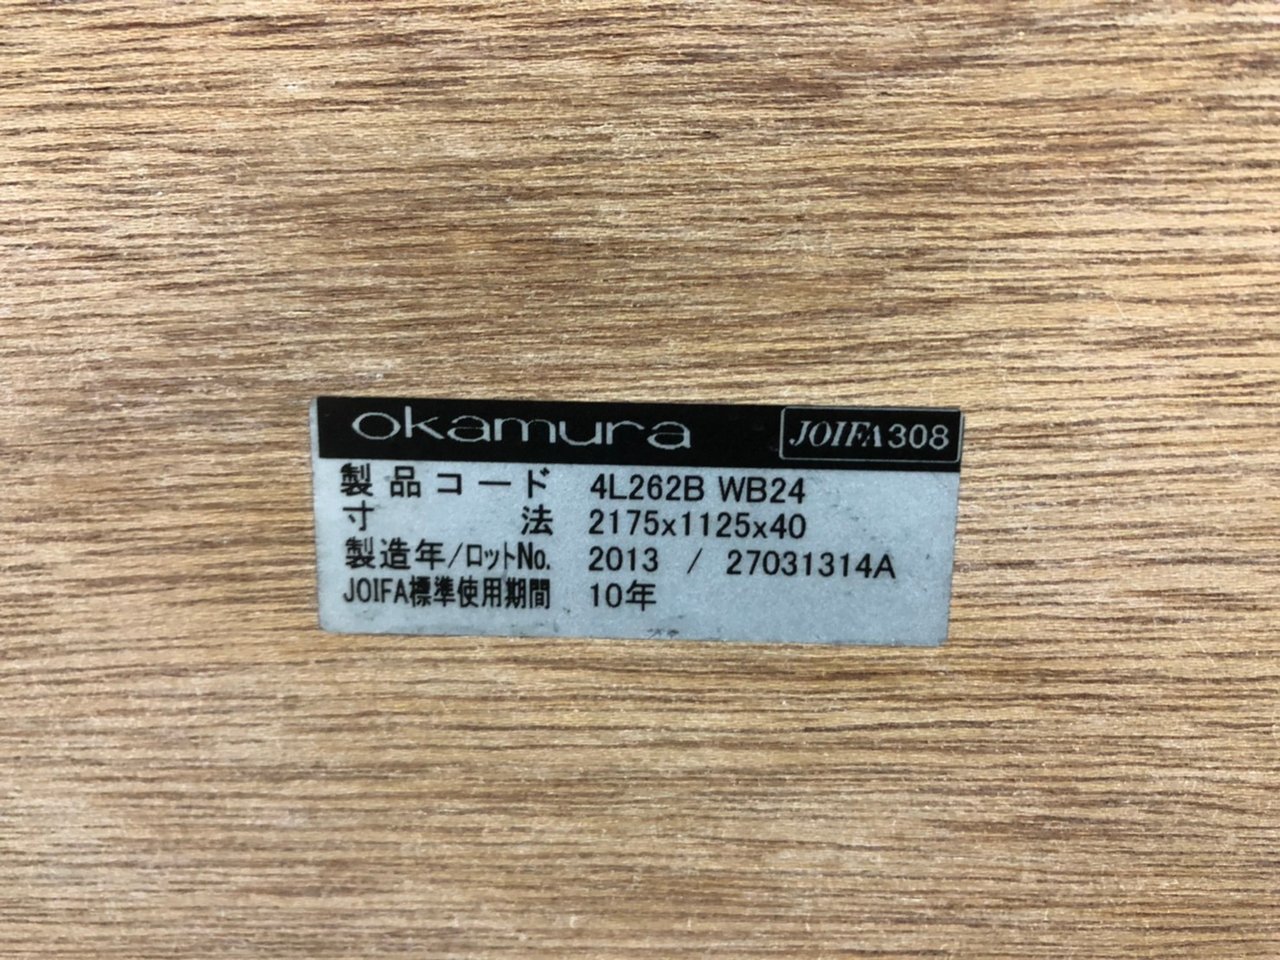 okamura JOIFA308
製品コード 4L262B WB24
寸法 2175x1125x40
製造年/ロットNo. 2013 / 27031314A
JOIFA標準使用期間 10年